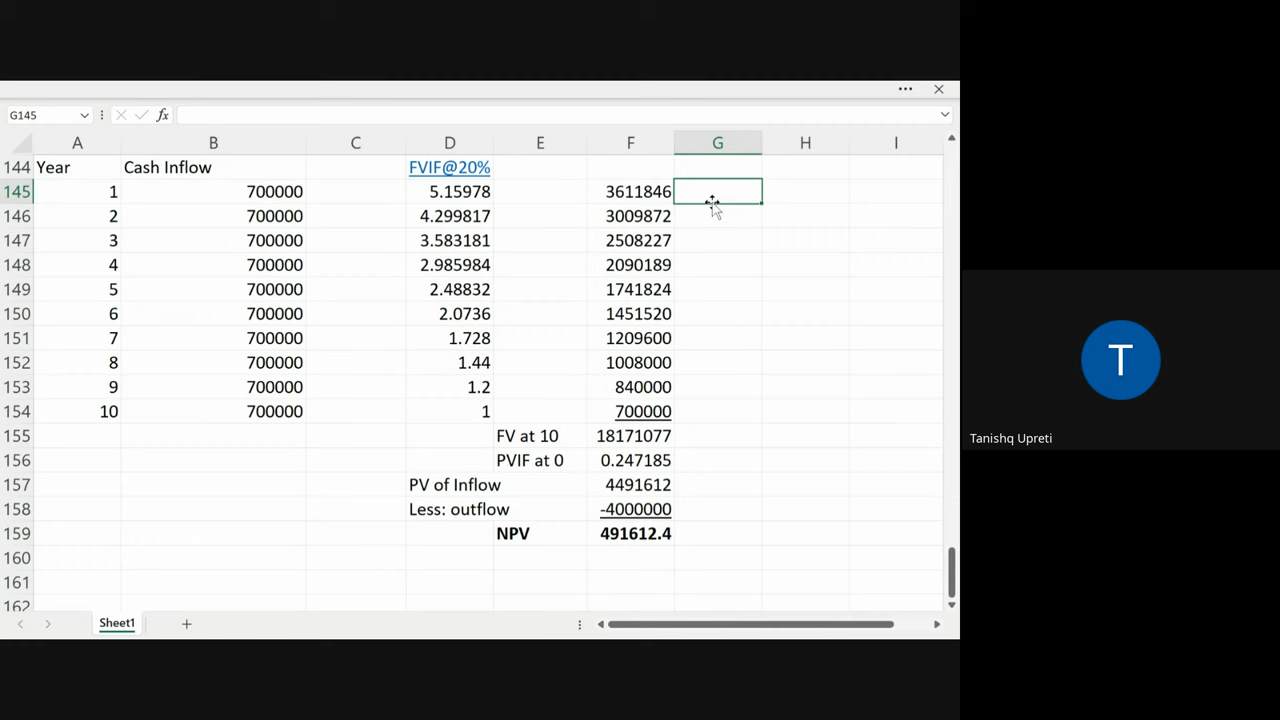 G145 fx
A B C D E F G H I
144 Year Cash Inflow FVIF@20%
145 1 700000 5.15978 3611846
146 2 700000 4.299817 3009872
147 3 700000 3.583181 2508227
148 4 700000 2.985984 2090189
149 5 700000 2.48832 1741824
150 6 700000 2.0736 1451520
151 7 700000 1.728 1209600
152 8 700000 1.44 1008000
153 9 700000 1.2 840000
154 10 700000 1 700000
155 FV at 10 18171077
156 PVIF at 0 0.247185
157 PV of Inflow 4491612
158 Less: outflow -4000000
159 NPV 491612.4
160
161
162
Sheet1
T
Tanishq Upreti